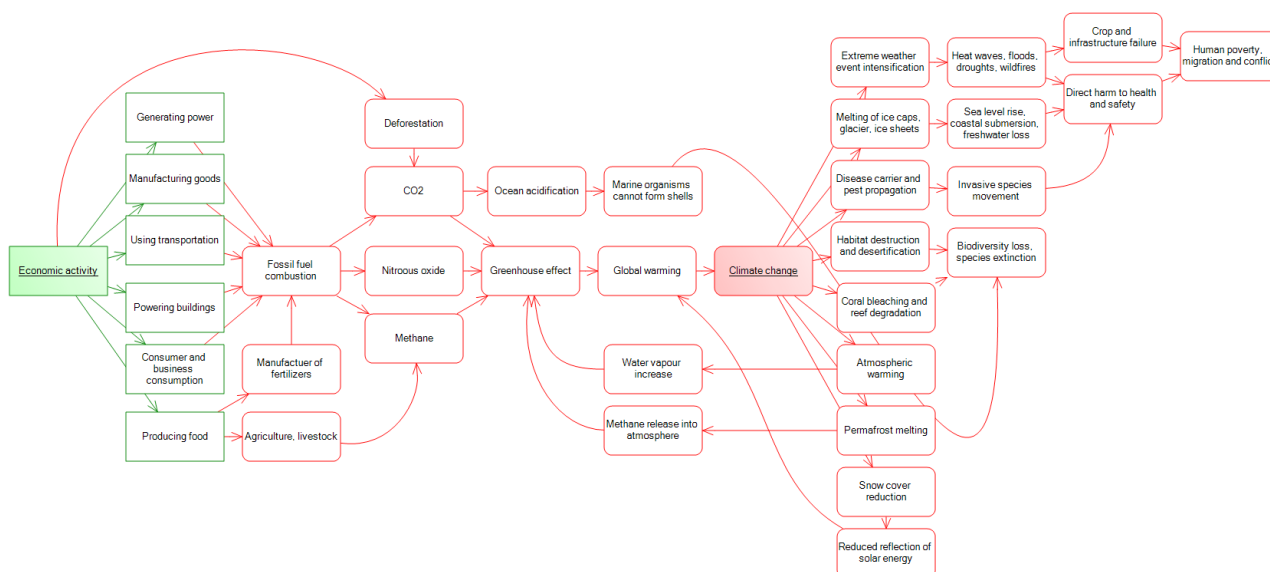 Economic activity
Generating power
Manufacturing goods
Using transportation
Powering buildings
Consumer and
business consumption
Producing food
Manufactuer of
fertilizers
Agriculture, livestock
Fossil fuel
combustion
Deforestation
CO2
Nitroous oxide
Methane
Ocean acidification
Marine organisms
cannot form shells
Greenhouse effect
Global warming
Water vapour
increase
Methane release into
atmosphere
Climate change
Extreme weather
event intensification
Melting of ice caps,
glacier, ice sheets
Disease carrier and
pest propagation
Habitat destruction
and desertification
Coral bleaching and
reef degradation
Atmospheric
warming
Permafrost melting
Snow cover
reduction
Reduced reflection of
solar energy
Heat waves, floods,
droughts, wildfires
Sea level rise,
coastal submersion,
freshwater loss
Invasive species
movement
Biodiversity loss,
species extinction
Crop and
infrastructure failure
Direct harm to health
and safety
Human poverty,
migration and conflic